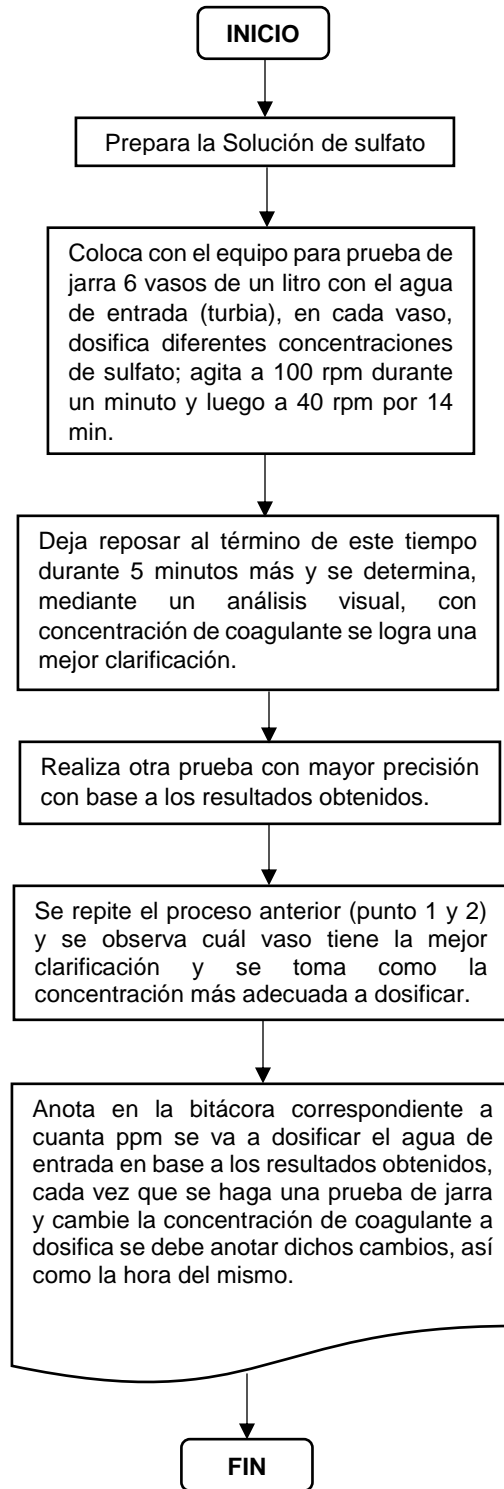 INICIO
Prepara la Solución de sulfato
Coloca con el equipo para prueba de
jarra 6 vasos de un litro con el agua
de entrada (turbia), en cada vaso,
dosifica diferentes concentraciones
de sulfato; agita a 100 rpm durante
un minuto y luego a 40 rpm por 14
min.
Deja reposar al término de este tiempo
durante 5 minutos más y se determina,
mediante un análisis visual, con
concentración de coagulante se logra una
mejor clarificación.
Realiza otra prueba con mayor precisión
con base a los resultados obtenidos.
Se repite el proceso anterior (punto 1 y 2)
y se observa cuál vaso tiene la mejor
clarificación y se toma como la
concentración más adecuada a dosificar.
Anota en la bitácora correspondiente a
cuanta ppm se va a dosificar el agua de
entrada en base a los resultados obtenidos,
cada vez que se haga una prueba de jarra
y cambie la concentración de coagulante a
dosifica se debe anotar dichos cambios, así
como la hora del mismo.
FIN